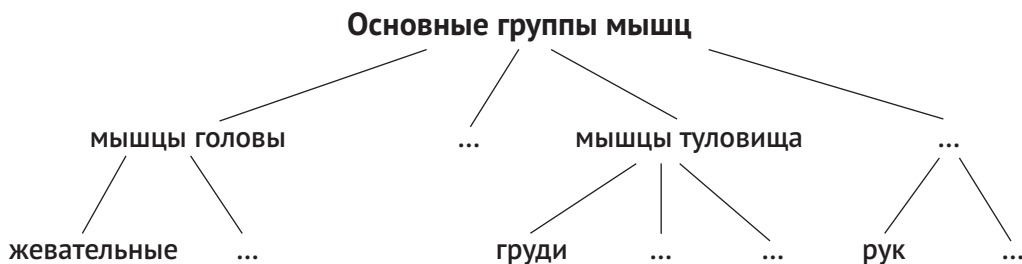 Основные группы мышц
мышцы головы ... мышцы туловища ...
жевательные ... груди ... ... рук ...